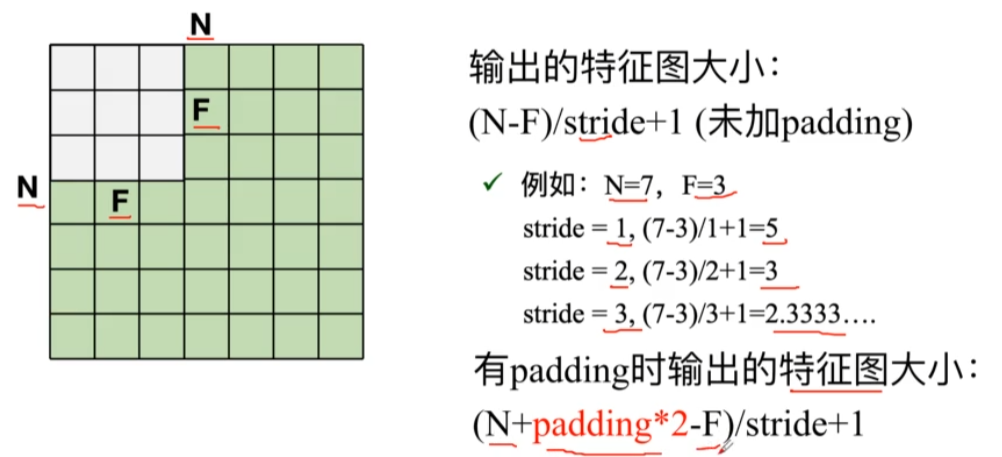 N
F
N
F
输出的特征图大小：
(N-F)/stride+1 (未加padding)
✓ 例如：N=7，F=3
stride = 1, (7-3)/1+1=5
stride = 2, (7-3)/2+1=3
stride = 3, (7-3)/3+1=2.3333….
有padding时输出的特征图大小：
(N+padding*2-F)/stride+1